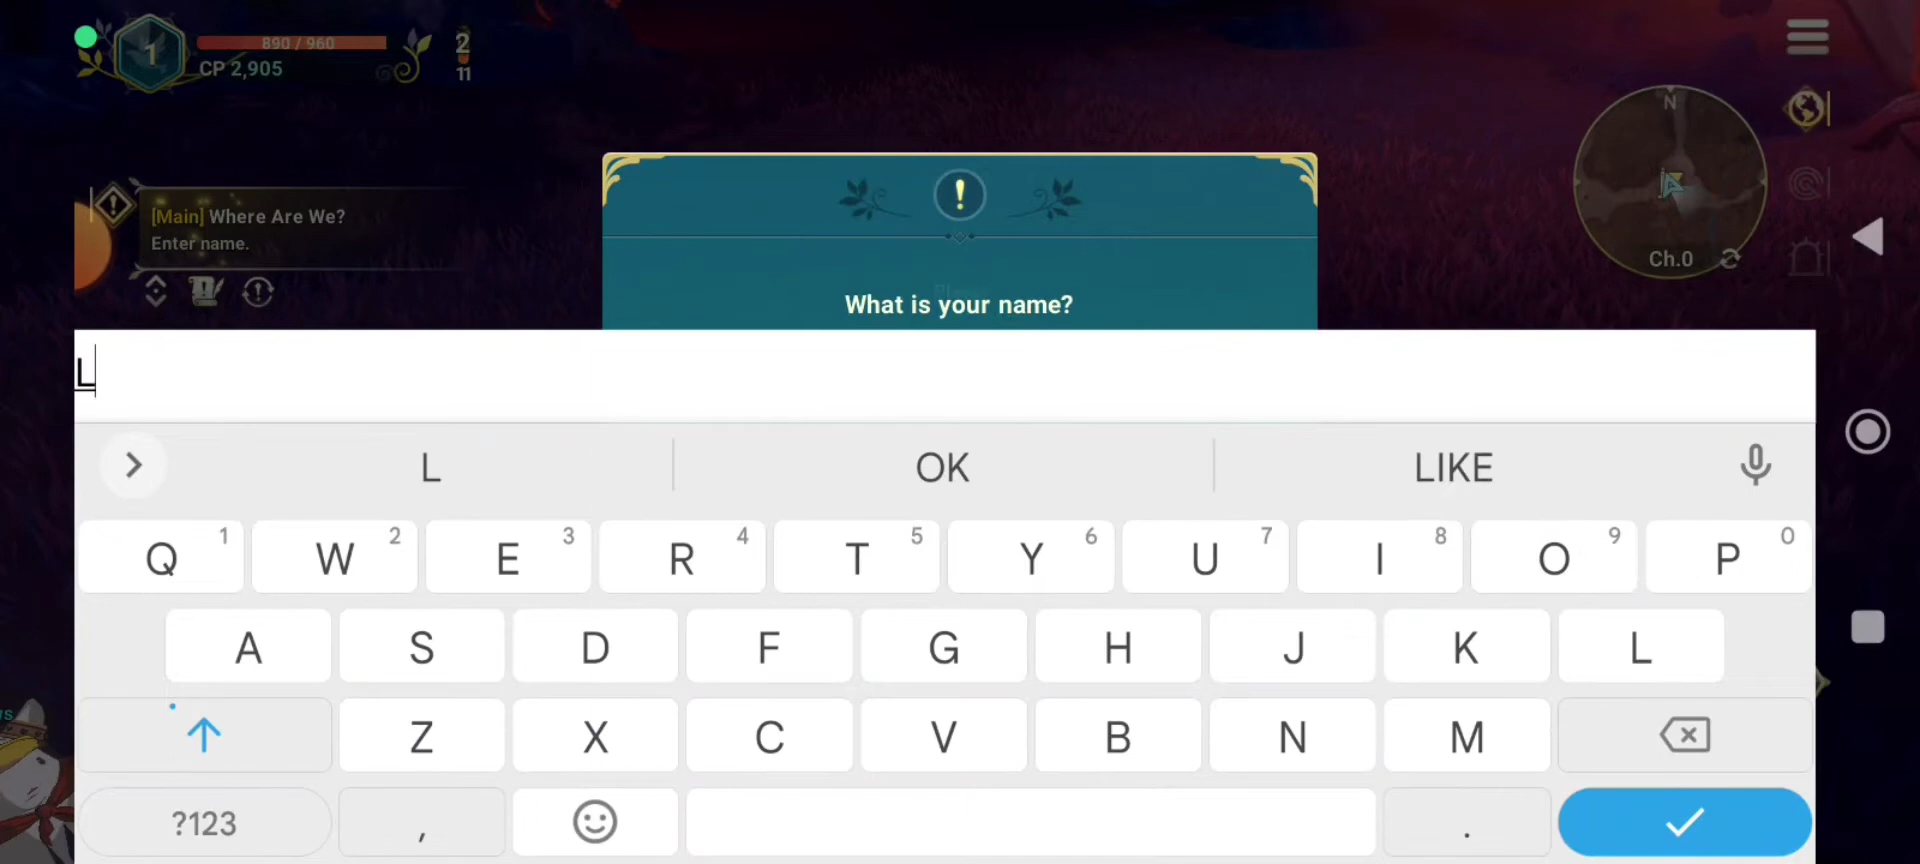 1
890 / 960
CP 2,905
2
11
N
[Main] Where Are We?
Enter name.
Ch.0
What is your name?
L
L OK LIKE
Q 1 W 2 E 3 R 4 T 5 Y 6 U 7 I 8 O 9 P 0
A S D F G H J K L
Z X C V B N M
?123 , .